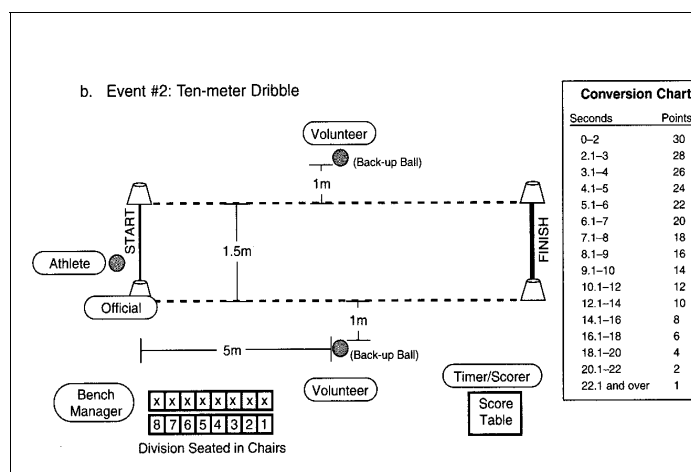 b. Event #2: Ten-meter Dribble
Volunteer
(Back-up Ball)
1m
START
1.5m
FINISH
Athlete
Official
1m
5m
(Back-up Ball)
Volunteer
Timer/Scorer
Score
Table
Bench
Manager
x x x x x x x x
8 7 6 5 4 3 2 1
Division Seated in Chairs
Conversion Chart
Seconds Points
0–2 30
2.1–3 28
3.1–4 26
4.1–5 24
5.1–6 22
6.1–7 20
7.1–8 18
8.1–9 16
9.1–10 14
10.1–12 12
12.1–14 10
14.1–16 8
16.1–18 6
18.1–20 4
20.1–22 2
22.1 and over 1